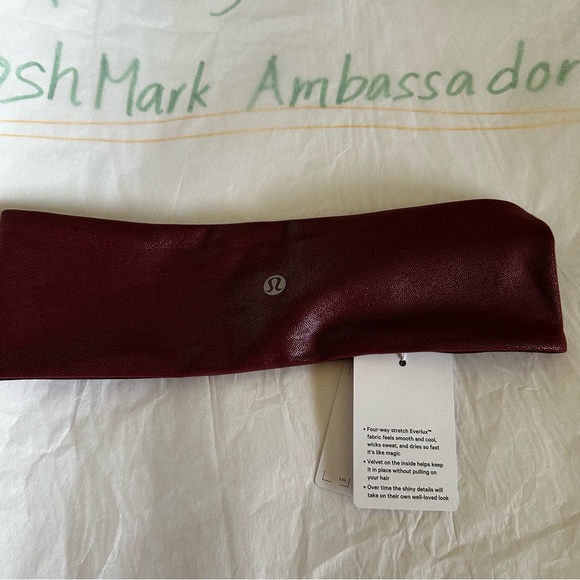 oshMark Ambassador
• Four-way stretch Everlux™
fabric feels smooth and cool,
wicks sweat, and dries so fast
it's like magic
• Velvet on the inside helps keep
it in place without pulling on
your hair
• Over time the shiny details will
take on their own well-loved look